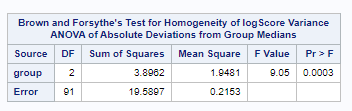 Brown and Forsythe's Test for Homogeneity of logScore Variance
ANOVA of Absolute Deviations from Group Medians
Source DF Sum of Squares Mean Square F Value Pr > F
group 2 3.8962 1.9481 9.05 0.0003
Error 91 19.5897 0.2153